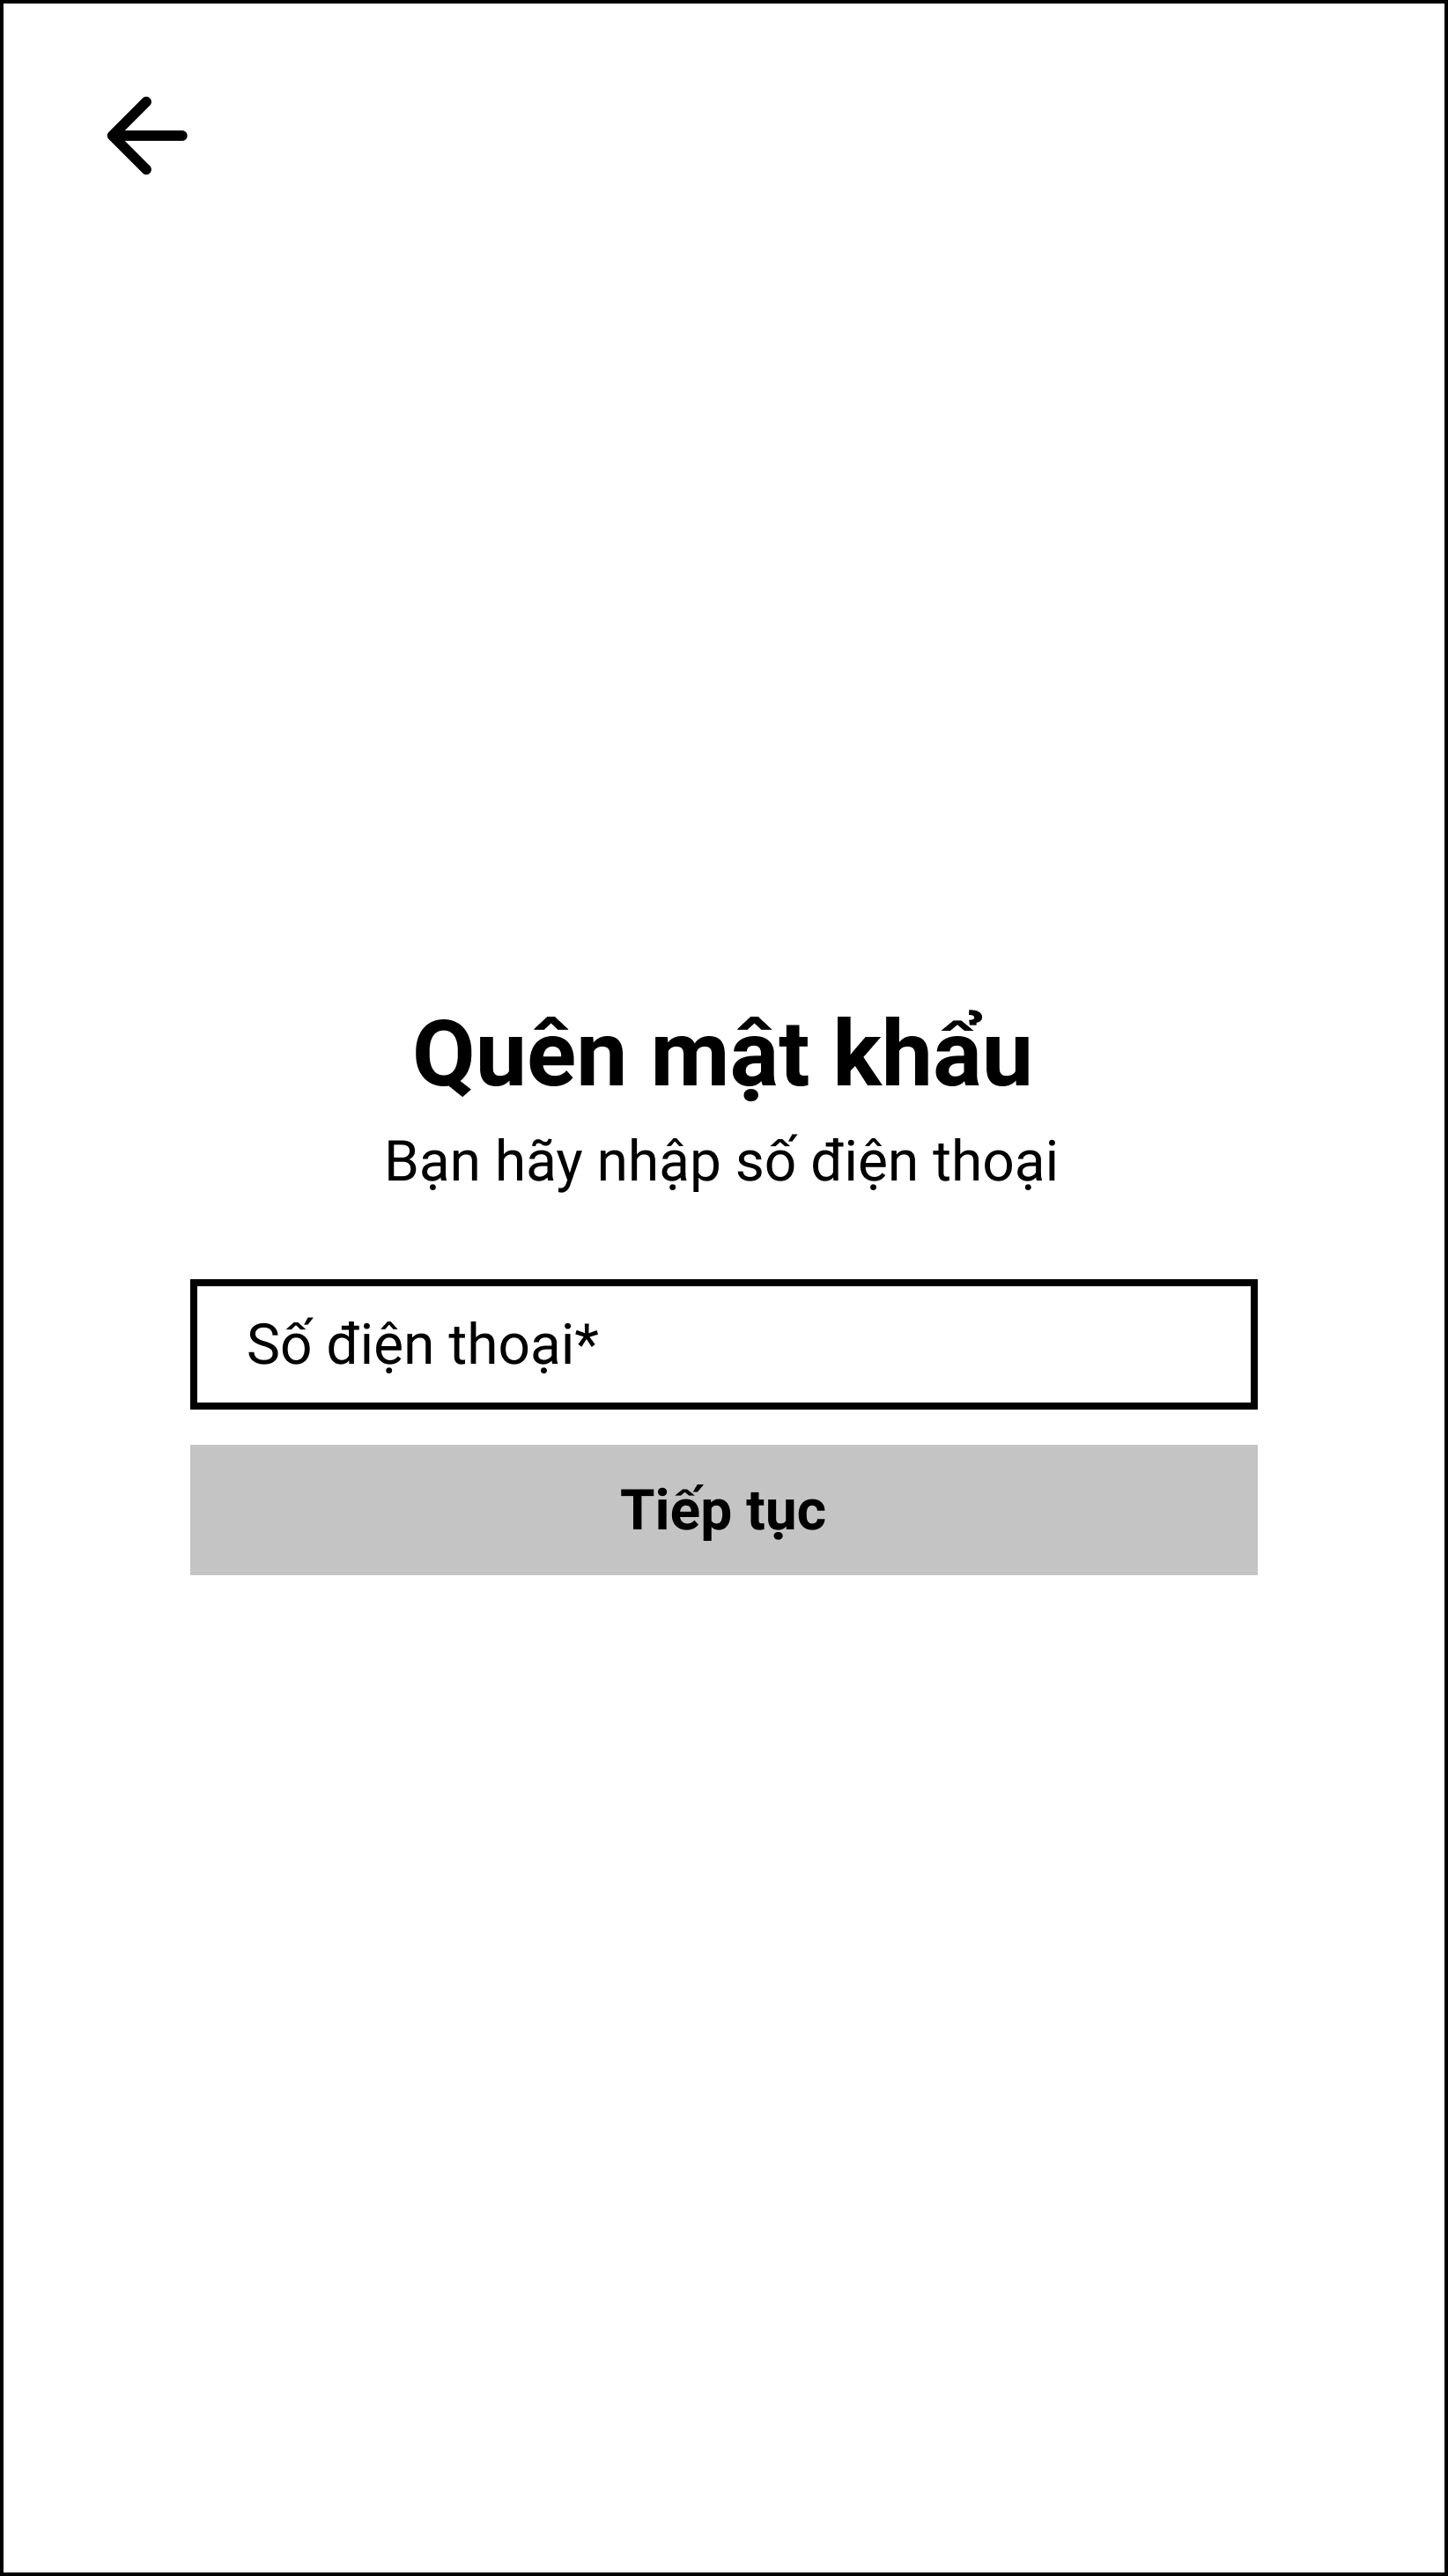 Quên mật khẩu
Bạn hãy nhập số điện thoại
Số điện thoại*
Tiếp tục